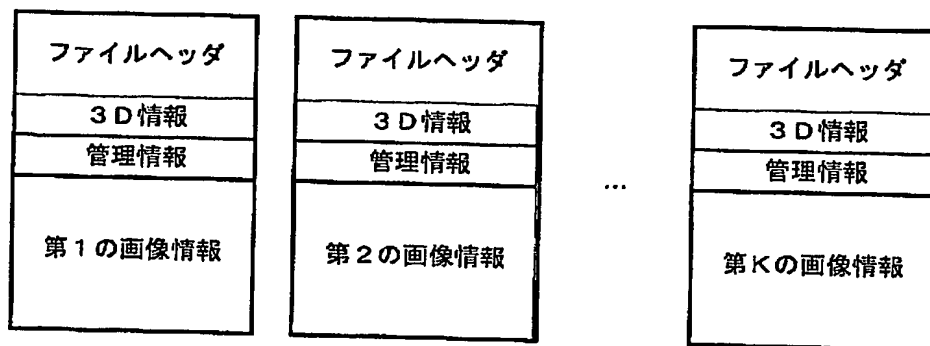 ファイルヘッダ
3D情報
管理情報
第1の画像情報
ファイルヘッダ
3D情報
管理情報
第2の画像情報
...
ファイルヘッダ
3D情報
管理情報
第Kの画像情報